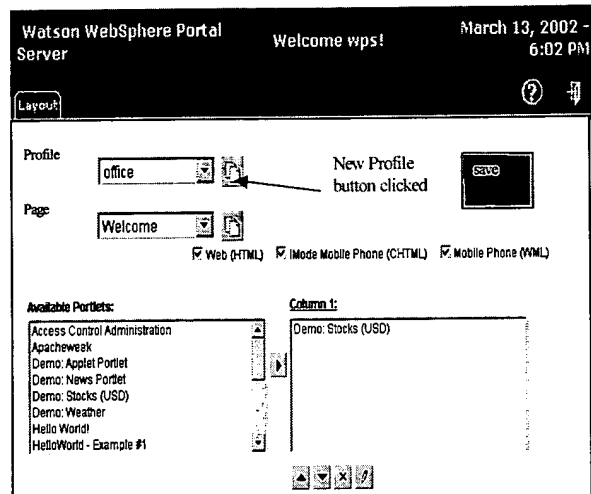 Watson WebSphere Portal Server
Welcome wps!
March 13, 2002 - 6:02 PM
?
Layout
Profile
office
New Profile
button clicked
save
Page
Welcome
Web (HTML)
iMode Mobile Phone (CHTML)
Mobile Phone (WML)
Available Portlets:
Column 1:
Access Control Administration
Apacheweek
Demo: Applet Portlet
Demo: News Portlet
Demo: Stocks (USD)
Demo: Weather
Hello World!
HelloWorld - Example #1
Demo: Stocks (USD)